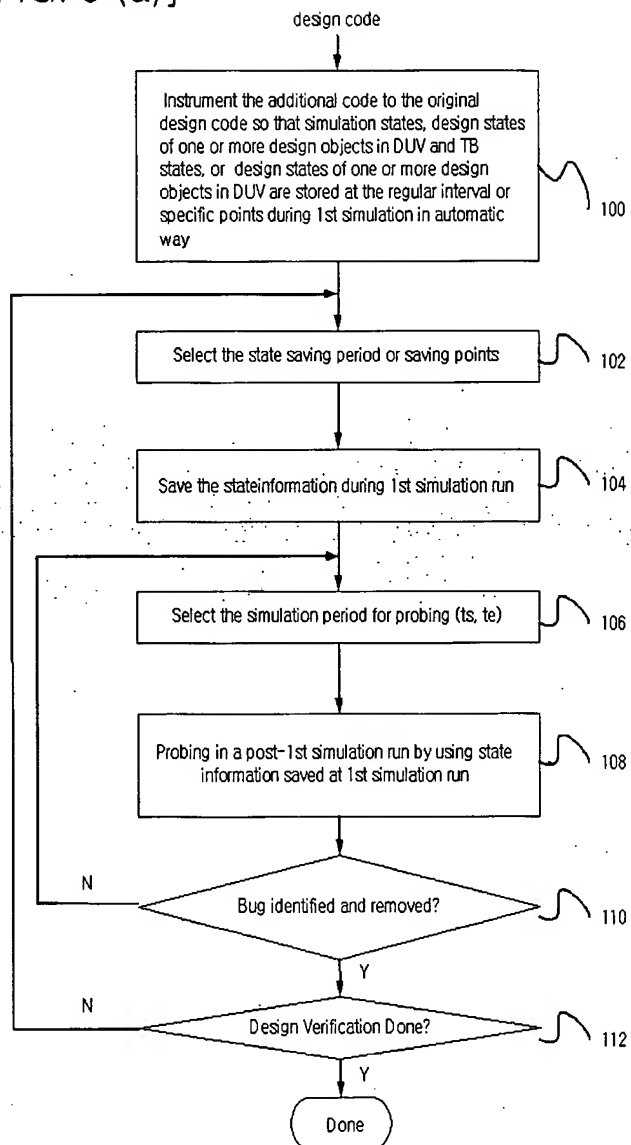 design code
Instrument the additional code to the original
design code so that simulation states, design states
of one or more design objects in DUV and TB
states, or design states of one or more design
objects in DUV are stored at the regular interval or
specific points during 1st simulation in automatic
way
100
Select the state saving period or saving points
102
Save the stateinformation during 1st simulation run
104
Select the simulation period for probing (ts, te)
106
Probing in a post-1st simulation run by using state
information saved at 1st simulation run
108
N
Bug identified and removed?
110
Y
N
Design Verification Done?
112
Y
Done